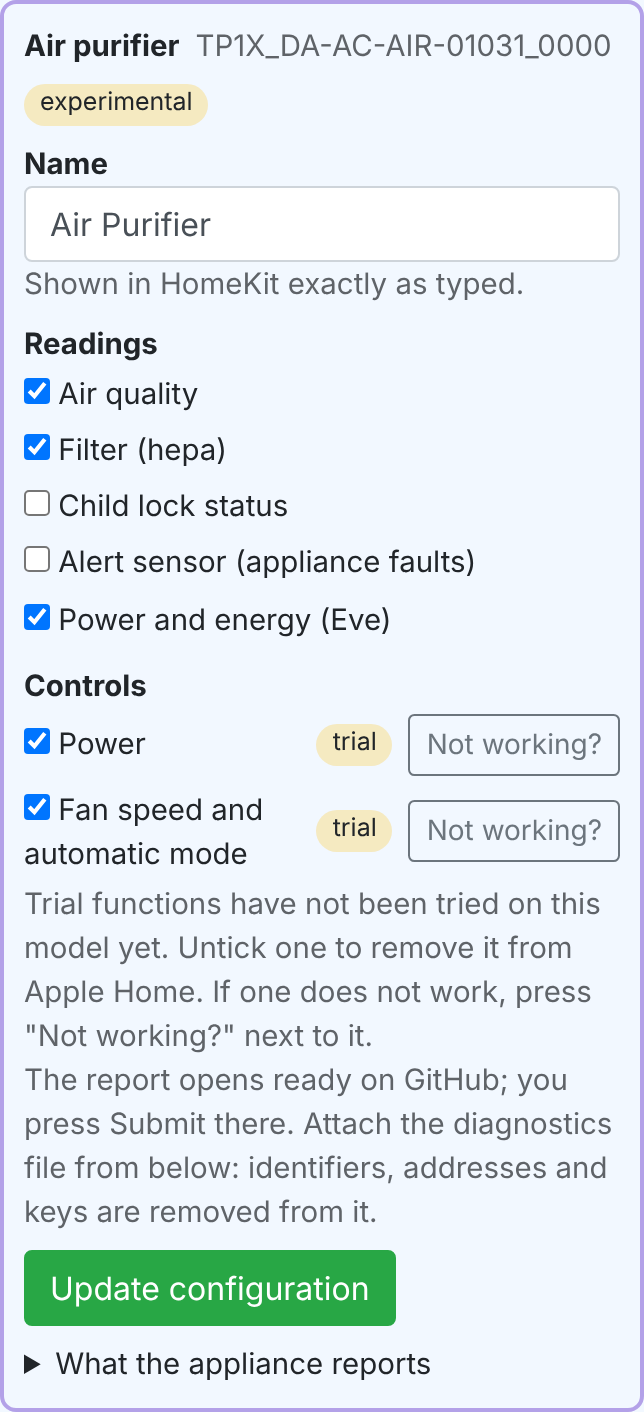 Air purifier TP1X_DA-AC-AIR-01031_0000
experimental
Name
Air Purifier
Shown in HomeKit exactly as typed.
Readings
Air quality
Filter (hepa)
Child lock status
Alert sensor (appliance faults)
Power and energy (Eve)
Controls
Power trial Not working?
Fan speed and
automatic mode trial Not working?
Trial functions have not been tried on this
model yet. Untick one to remove it from
Apple Home. If one does not work, press
"Not working?" next to it.
The report opens ready on GitHub; you
press Submit there. Attach the diagnostics
file from below: identifiers, addresses and
keys are removed from it.
Update configuration
What the appliance reports